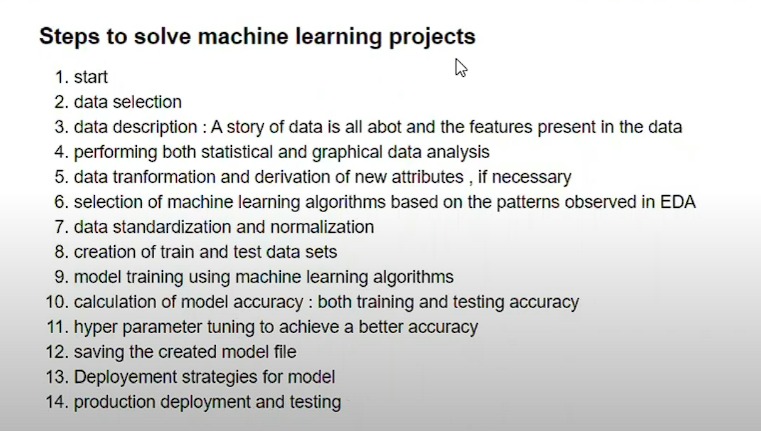 Steps to solve machine learning projects
1. start
2. data selection
3. data description : A story of data is all abot and the features present in the data
4. performing both statistical and graphical data analysis
5. data tranformation and derivation of new attributes , if necessary
6. selection of machine learning algorithms based on the patterns observed in EDA
7. data standardization and normalization
8. creation of train and test data sets
9. model training using machine learning algorithms
10. calculation of model accuracy : both training and testing accuracy
11. hyper parameter tuning to achieve a better accuracy
12. saving the created model file
13. Deployement strategies for model
14. production deployment and testing